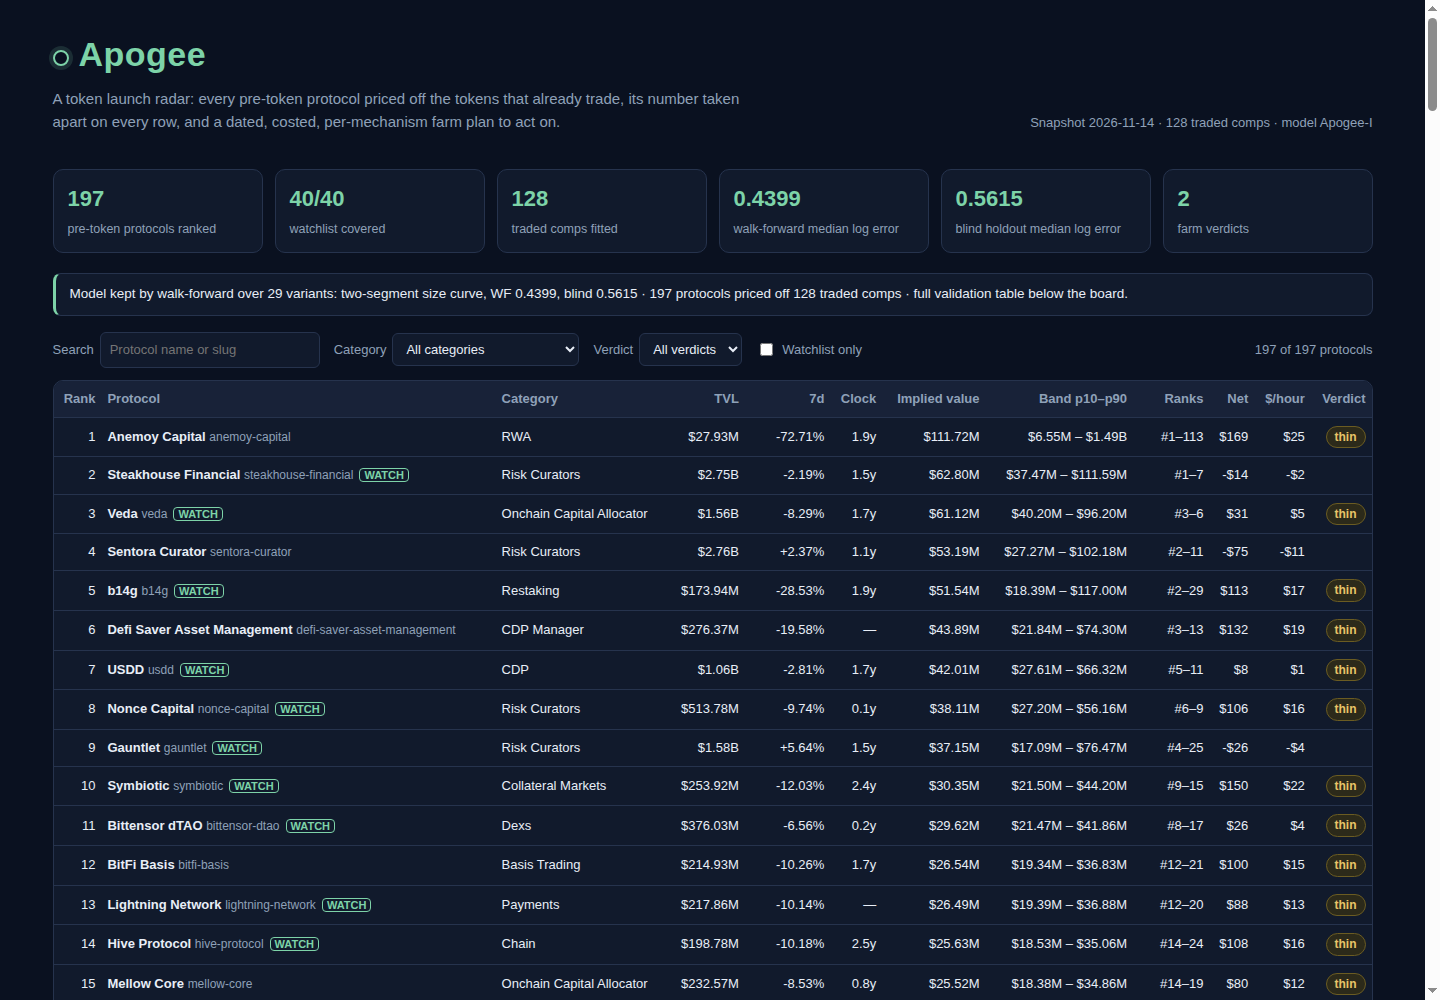 Apogee
A token launch radar: every pre-token protocol priced off the tokens that already trade, its number taken
apart on every row, and a dated, costed, per-mechanism farm plan to act on.
Snapshot 2026-11-14 · 128 traded comps · model Apogee-I
197 40/40 128 0.4399 0.5615 2
pre-token protocols ranked watchlist covered traded comps fitted walk-forward median log error blind holdout median log error farm verdicts
Model kept by walk-forward over 29 variants: two-segment size curve, WF 0.4399, blind 0.5615 · 197 protocols priced off 128 traded comps · full validation table below the board.
Search Protocol name or slug Category All categories Verdict All verdicts Watchlist only 197 of 197 protocols
Rank Protocol Category TVL 7d Clock Implied value Band p10–p90 Ranks Net $/hour Verdict
1 Anemoy Capital anemoy-capital RWA $27.93M -72.71% 1.9y $111.72M $6.55M – $1.49B #1–113 $169 $25 thin
2 Steakhouse Financial steakhouse-financial WATCH Risk Curators $2.75B -2.19% 1.5y $62.80M $37.47M – $111.59M #1–7 -$14 -$2
3 Veda veda WATCH Onchain Capital Allocator $1.56B -8.29% 1.7y $61.12M $40.20M – $96.20M #3–6 $31 $5 thin
4 Sentora Curator sentora-curator Risk Curators $2.76B +2.37% 1.1y $53.19M $27.27M – $102.18M #2–11 -$75 -$11
5 b14g b14g WATCH Restaking $173.94M -28.53% 1.9y $51.54M $18.39M – $117.00M #2–29 $113 $17 thin
6 Defi Saver Asset Management defi-saver-asset-management CDP Manager $276.37M -19.58% — $43.89M $21.84M – $74.30M #3–13 $132 $19 thin
7 USDD usdd WATCH CDP $1.06B -2.81% 1.7y $42.01M $27.61M – $66.32M #5–11 $8 $1 thin
8 Nonce Capital nonce-capital WATCH Risk Curators $513.78M -9.74% 0.1y $38.11M $27.20M – $56.16M #6–9 $106 $16 thin
9 Gauntlet gauntlet WATCH Risk Curators $1.58B +5.64% 1.5y $37.15M $17.09M – $76.47M #4–25 -$26 -$4
10 Symbiotic symbiotic WATCH Collateral Markets $253.92M -12.03% 2.4y $30.35M $21.50M – $44.20M #9–15 $150 $22 thin
11 Bittensor dTAO bittensor-dtao WATCH Dexs $376.03M -6.56% 0.2y $29.62M $21.47M – $41.86M #8–17 $26 $4 thin
12 BitFi Basis bitfi-basis Basis Trading $214.93M -10.26% 1.7y $26.54M $19.34M – $36.83M #12–21 $100 $15 thin
13 Lightning Network lightning-network WATCH Payments $217.86M -10.14% — $26.49M $19.39M – $36.88M #12–20 $88 $13 thin
14 Hive Protocol hive-protocol WATCH Chain $198.78M -10.18% 2.5y $25.63M $18.53M – $35.06M #14–24 $108 $16 thin
15 Mellow Core mellow-core Onchain Capital Allocator $232.57M -8.53% 0.8y $25.52M $18.38M – $34.86M #14–19 $80 $12 thin